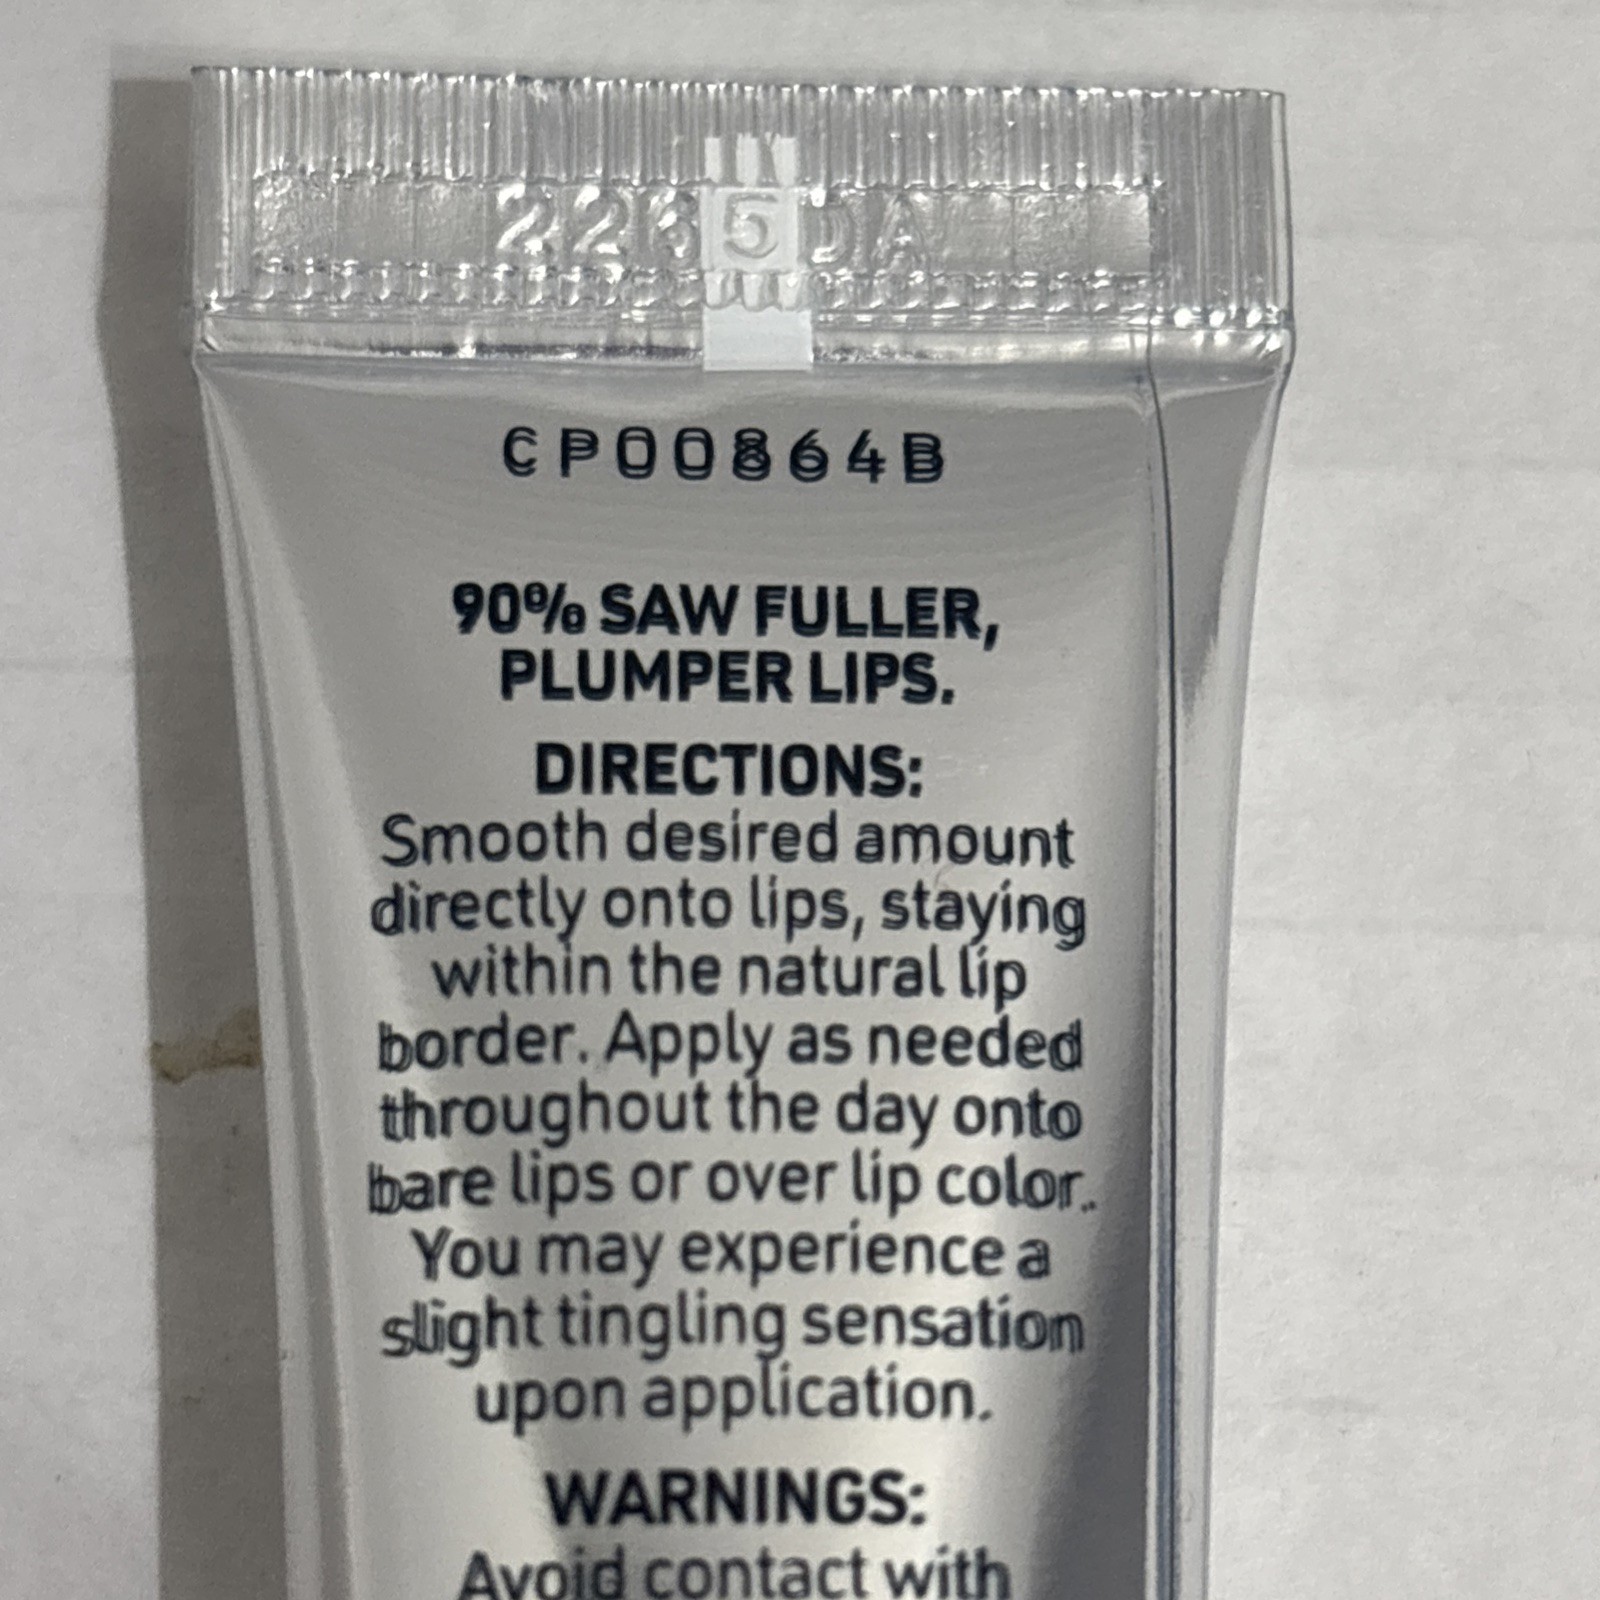 2265DA
CP00864B
90% SAW FULLER,
PLUMPER LIPS.
DIRECTIONS:
Smooth desired amount
directly onto lips, staying
within the natural lip
border. Apply as needed
throughout the day onto
bare lips or over lip color.
You may experience a
slight tingling sensation
upon application.
WARNINGS:
Avoid contact with